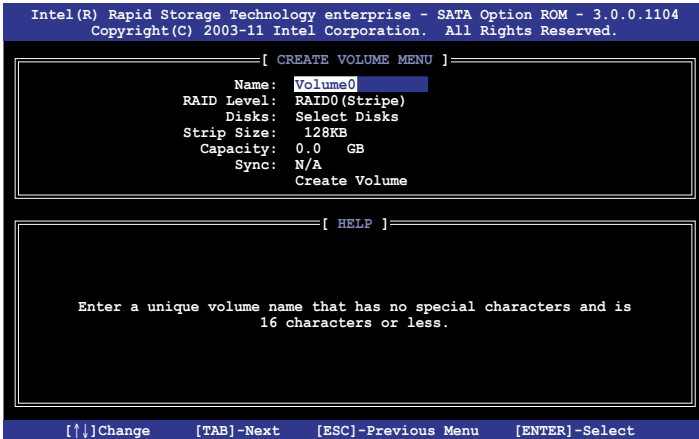 Intel(R) Rapid Storage Technology enterprise - SATA Option ROM - 3.0.0.1104
Copyright(C) 2003-11 Intel Corporation. All Rights Reserved.
[ CREATE VOLUME MENU ]
Name: Volume0
RAID Level: RAID0(Stripe)
Disks: Select Disks
Strip Size: 128KB
Capacity: 0.0 GB
Sync: N/A
Create Volume
[ HELP ]
Enter a unique volume name that has no special characters and is
16 characters or less.
[↑↓]Change [TAB]-Next [ESC]-Previous Menu [ENTER]-Select